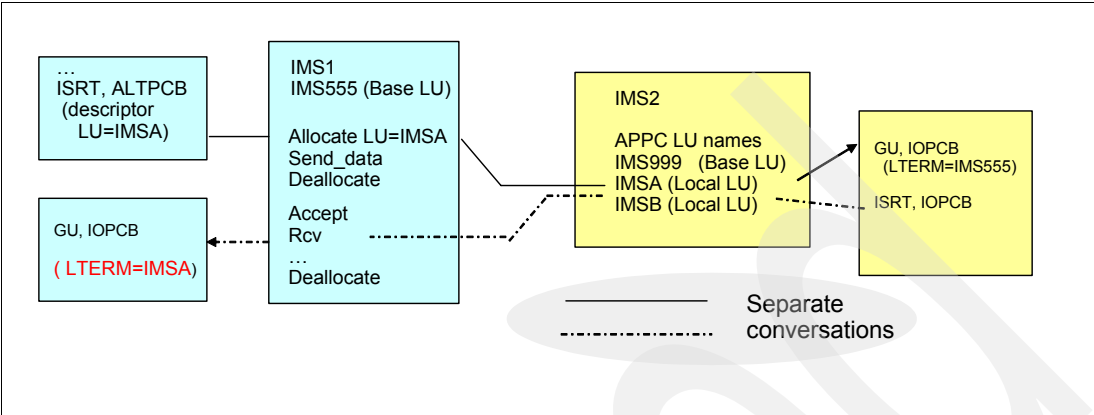 …
ISRT, ALTPCB
(descriptor
LU=IMSA)
GU, IOPCB
( LTERM=IMSA)
IMS1
IMS555 (Base LU)
Allocate LU=IMSA
Send_data
Deallocate
Accept
Rcv
…
Deallocate
IMS2
APPC LU names
IMS999 (Base LU)
IMSA (Local LU)
IMSB (Local LU)
GU, IOPCB
(LTERM=IMS555)
ISRT, IOPCB
Separate
conversations